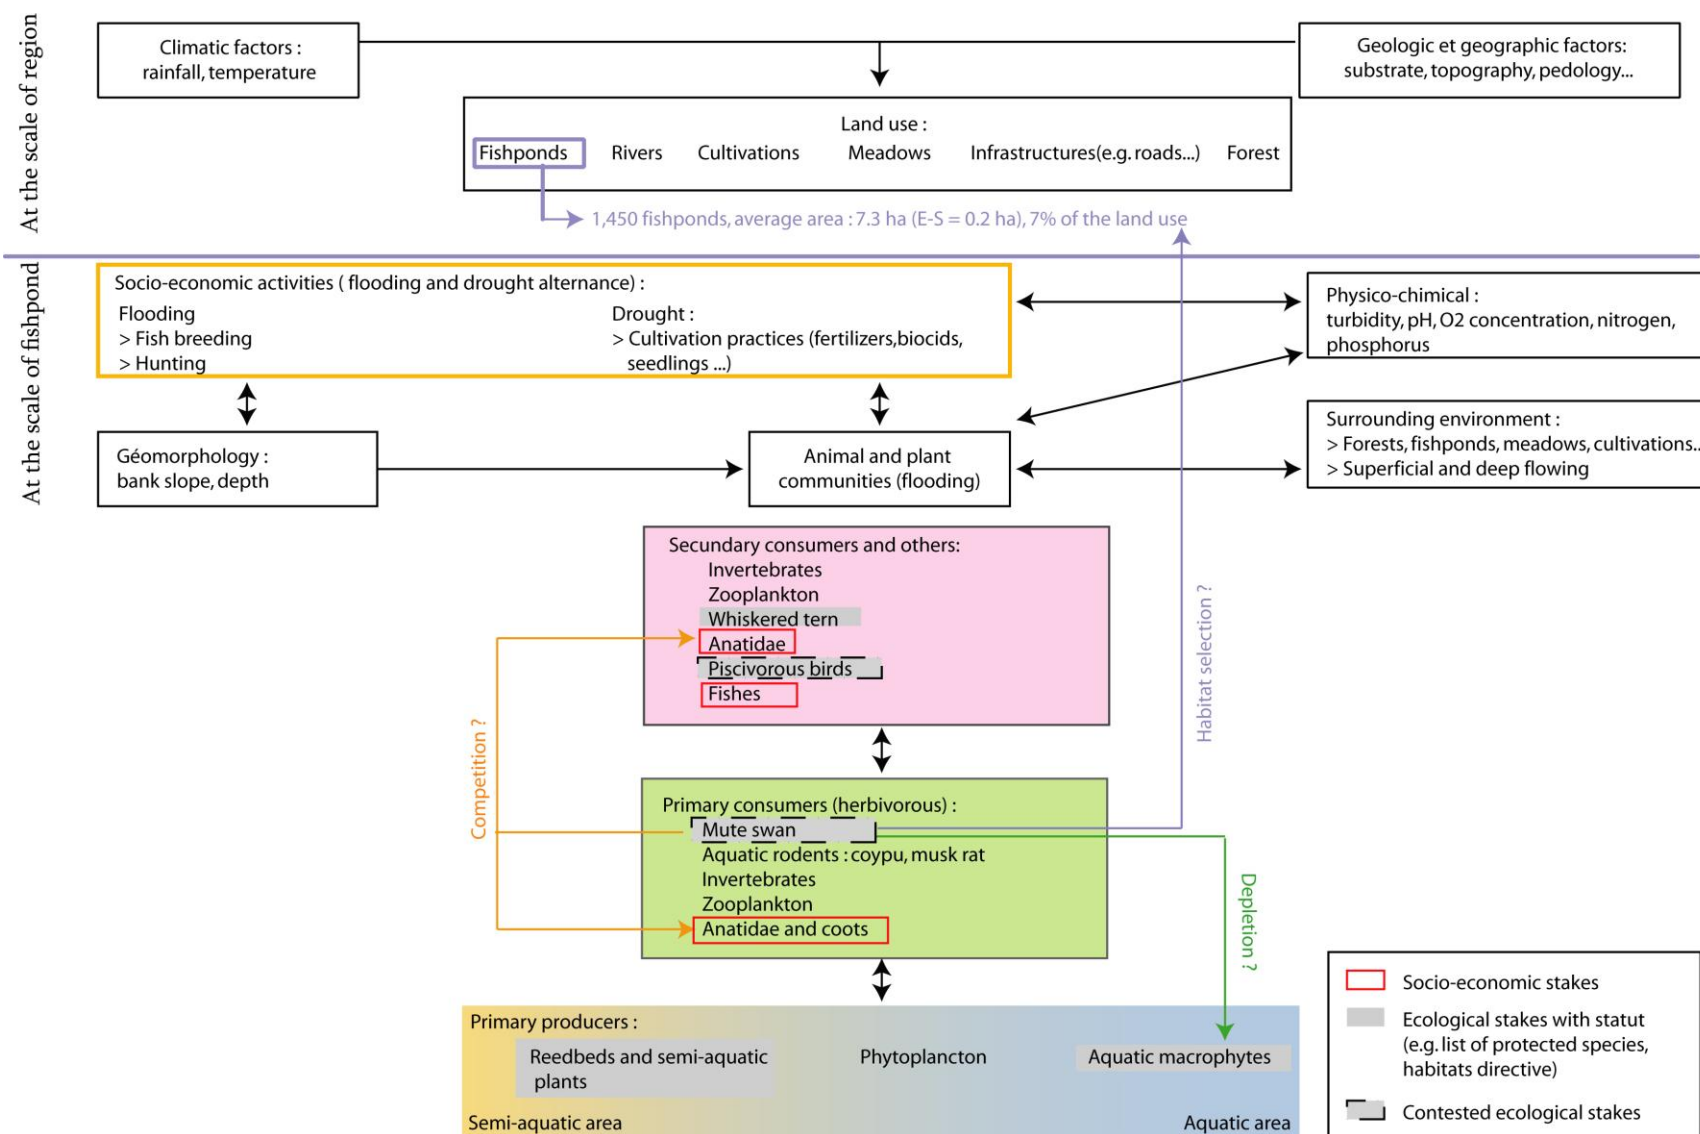 At the scale of region
Climatic factors :
rainfall, temperature
Geologic et geographic factors:
substrate, topography, pedology...
Land use :
Fishponds Rivers Cultivations Meadows Infrastructures(e.g. roads...) Forest
1,450 fishponds, average area : 7.3 ha (E-S = 0.2 ha), 7% of the land use
At the scale of fishpond
Socio-economic activities ( flooding and drought alternance) :
Flooding
> Fish breeding
> Hunting
Drought :
> Cultivation practices (fertilizers,biocids,
seedlings ...)
Physico-chimical :
turbidity, pH, O2 concentration, nitrogen,
phosphorus
Géomorphology :
bank slope, depth
Animal and plant
communities (flooding)
Surrounding environment :
> Forests, fishponds, meadows, cultivations..
> Superficial and deep flowing
Secundary consumers and others:
Invertebrates
Zooplankton
Whiskered tern
Anatidae
Piscivorous birds
Fishes
Competition ?
Habitat selection ?
Primary consumers (herbivorous) :
Mute swan
Aquatic rodents : coypu, musk rat
Invertebrates
Zooplankton
Anatidae and coots
Depletion ?
Primary producers :
Reedbeds and semi-aquatic
plants
Phytoplancton
Aquatic macrophytes
Semi-aquatic area
Aquatic area
Socio-economic stakes
Ecological stakes with statut
(e.g. list of protected species,
habitats directive)
Contested ecological stakes